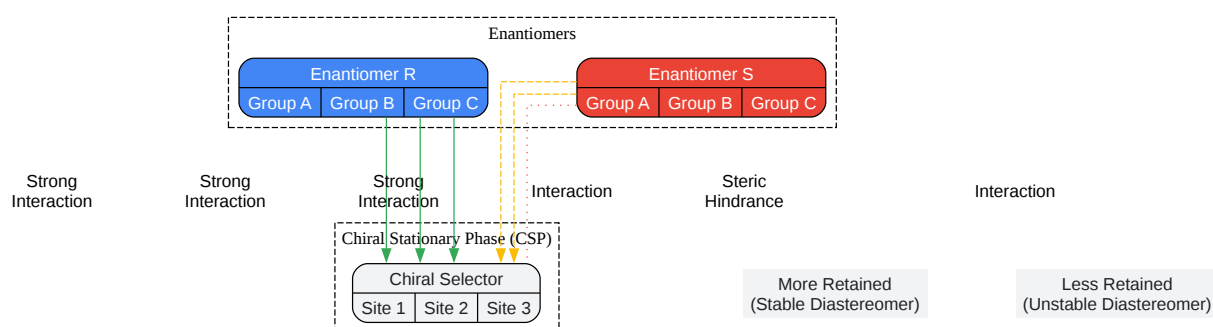 Enantiomers
Enantiomer R
Group A
Group B
Group C
Enantiomer S
Group A
Group B
Group C
Strong
Interaction
Strong
Interaction
Strong
Interaction
Interaction
Steric
Hindrance
Interaction
Chiral Stationary Phase (CSP)
Chiral Selector
Site 1
Site 2
Site 3
More Retained
(Stable Diastereomer)
Less Retained
(Unstable Diastereomer)